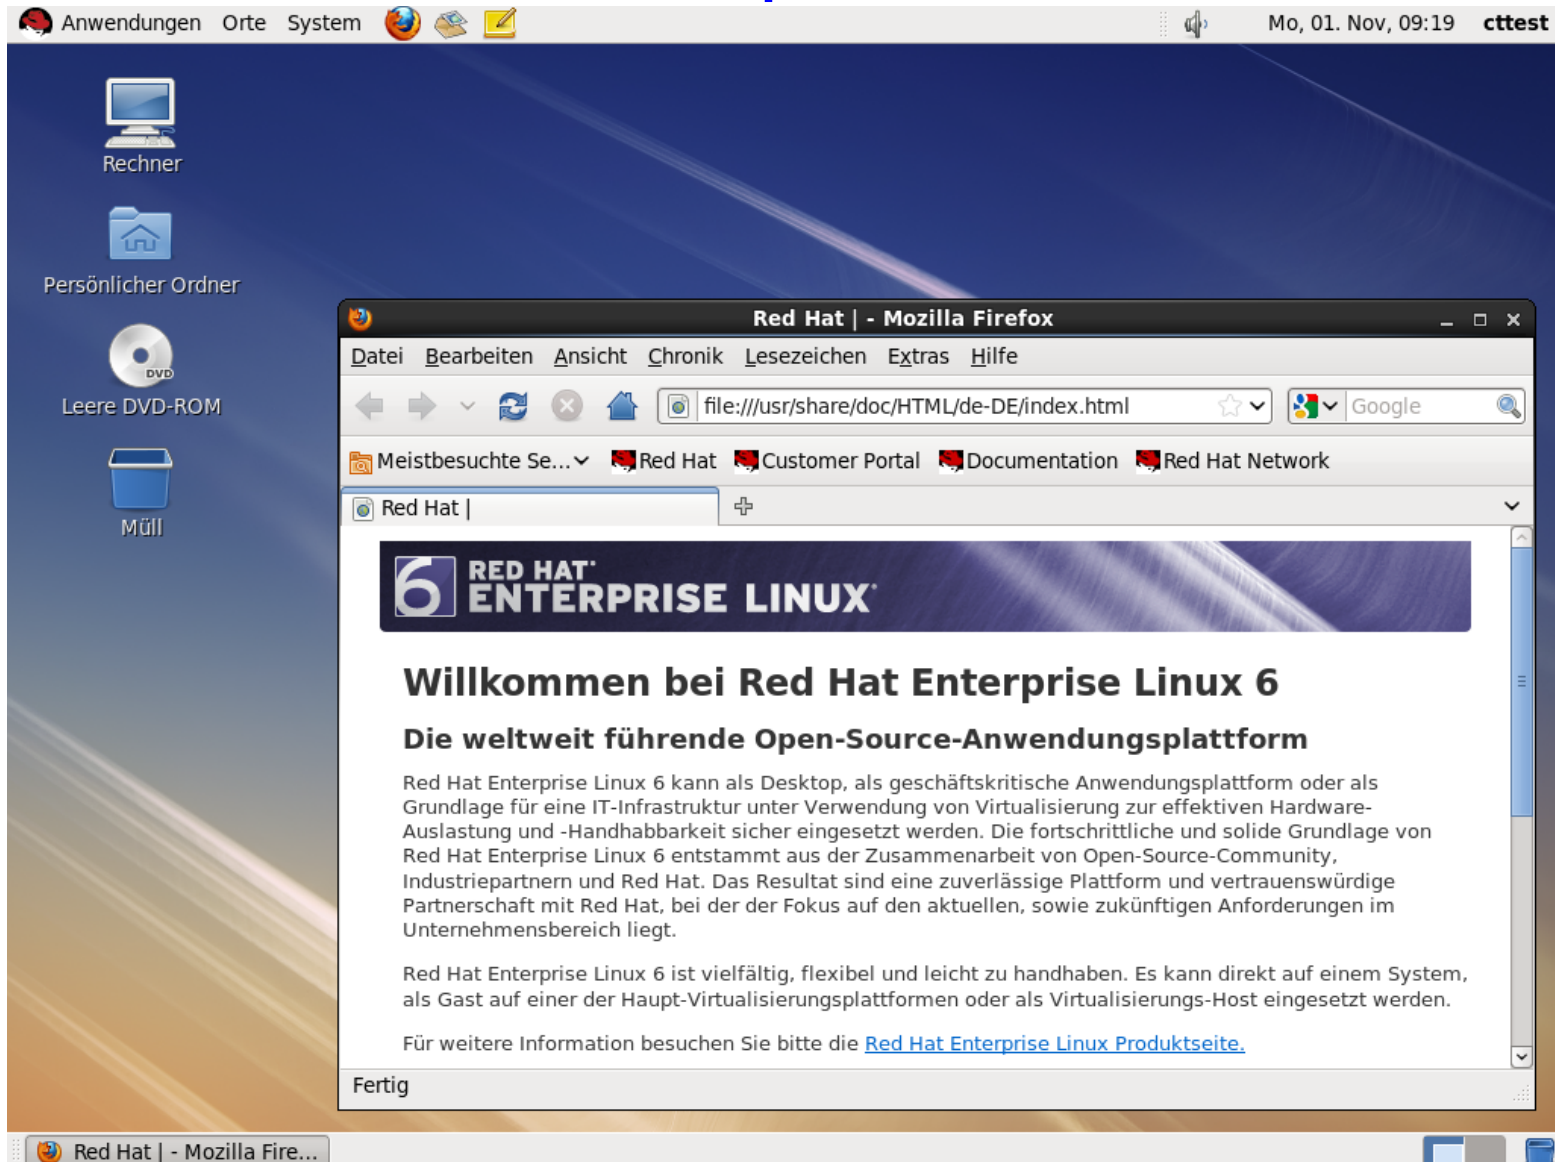 Anwendungen Orte System Mo, 01. Nov, 09:19 cttest
Rechner
Persönlicher Ordner
DVD
Leere DVD-ROM
Müll
Red Hat | - Mozilla Firefox
Datei Bearbeiten Ansicht Chronik Lesezeichen Extras Hilfe
file:///usr/share/doc/HTML/de-DE/index.html Google
Meistbesuchte Se... Red Hat Customer Portal Documentation Red Hat Network
Red Hat |
6 RED HAT®
ENTERPRISE LINUX®
Willkommen bei Red Hat Enterprise Linux 6
Die weltweit führende Open-Source-Anwendungsplattform
Red Hat Enterprise Linux 6 kann als Desktop, als geschäftskritische Anwendungsplattform oder als
Grundlage für eine IT-Infrastruktur unter Verwendung von Virtualisierung zur effektiven Hardware-
Auslastung und -Handhabbarkeit sicher eingesetzt werden. Die fortschrittliche und solide Grundlage von
Red Hat Enterprise Linux 6 entstammt aus der Zusammenarbeit von Open-Source-Community,
Industriepartnern und Red Hat. Das Resultat sind eine zuverlässige Plattform und vertrauenswürdige
Partnerschaft mit Red Hat, bei der der Fokus auf den aktuellen, sowie zukünftigen Anforderungen im
Unternehmensbereich liegt.
Red Hat Enterprise Linux 6 ist vielfältig, flexibel und leicht zu handhaben. Es kann direkt auf einem System,
als Gast auf einer der Haupt-Virtualisierungsplattformen oder als Virtualisierungs-Host eingesetzt werden.
Für weitere Information besuchen Sie bitte die Red Hat Enterprise Linux Produktseite.
Fertig
Red Hat | - Mozilla Fire...